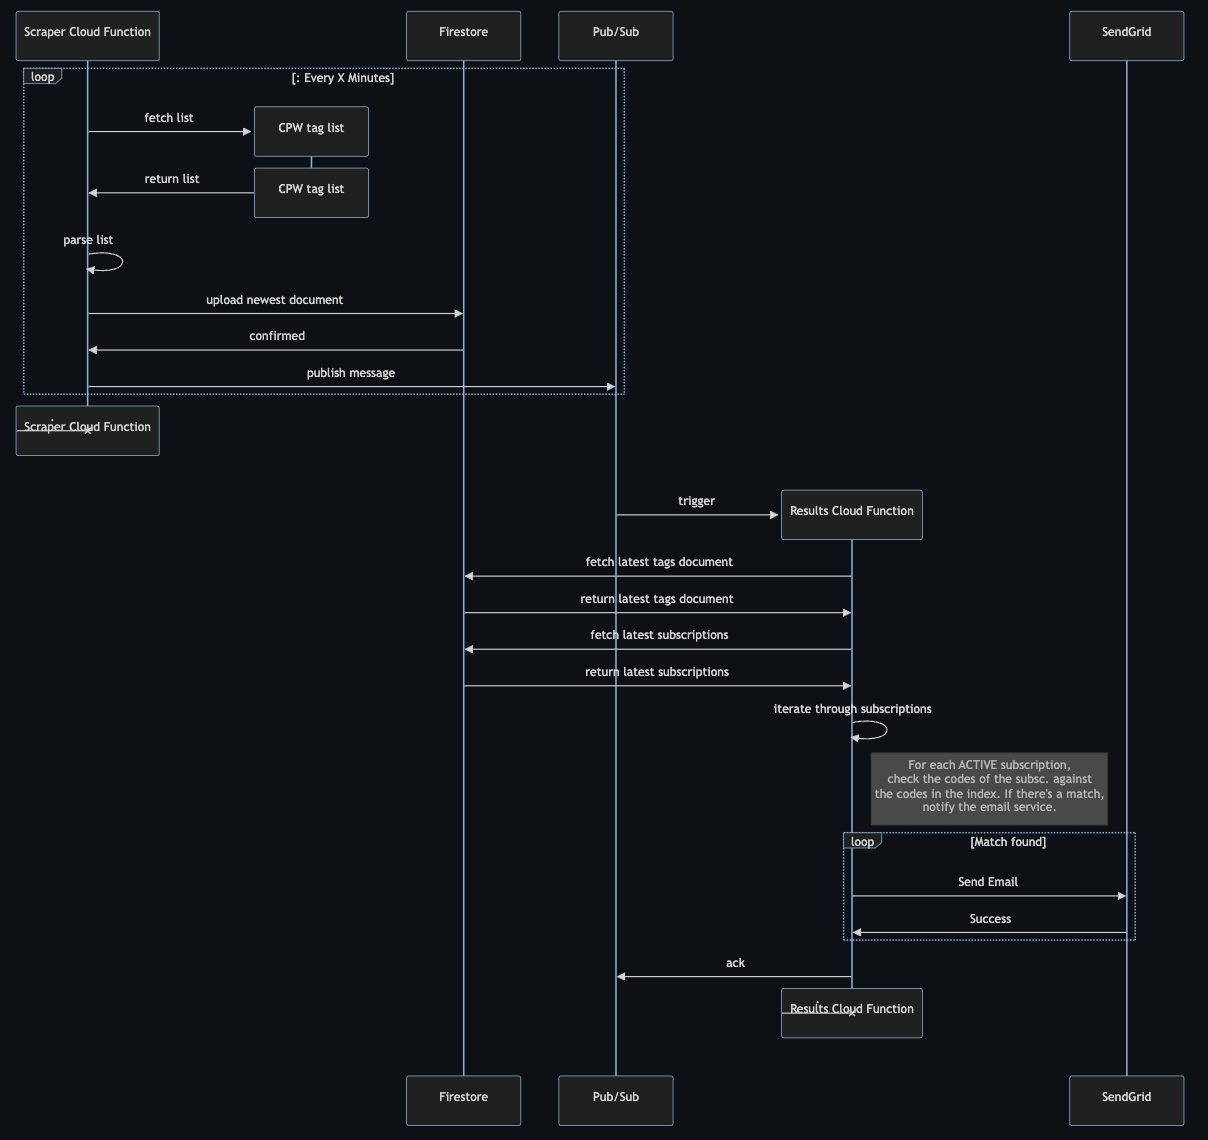 Scraper Cloud Function
Firestore
Pub/Sub
SendGrid
loop
[: Every X Minutes]
fetch list
CPW tag list
return list
CPW tag list
parse list
upload newest document
confirmed
publish message
Scraper Cloud Function
trigger
Results Cloud Function
fetch latest tags document
return latest tags document
fetch latest subscriptions
return latest subscriptions
iterate through subscriptions
For each ACTIVE subscription,
check the codes of the subsc. against
the codes in the index. If there's a match,
notify the email service.
loop
[Match found]
Send Email
Success
ack
Results Cloud Function
Firestore
Pub/Sub
SendGrid